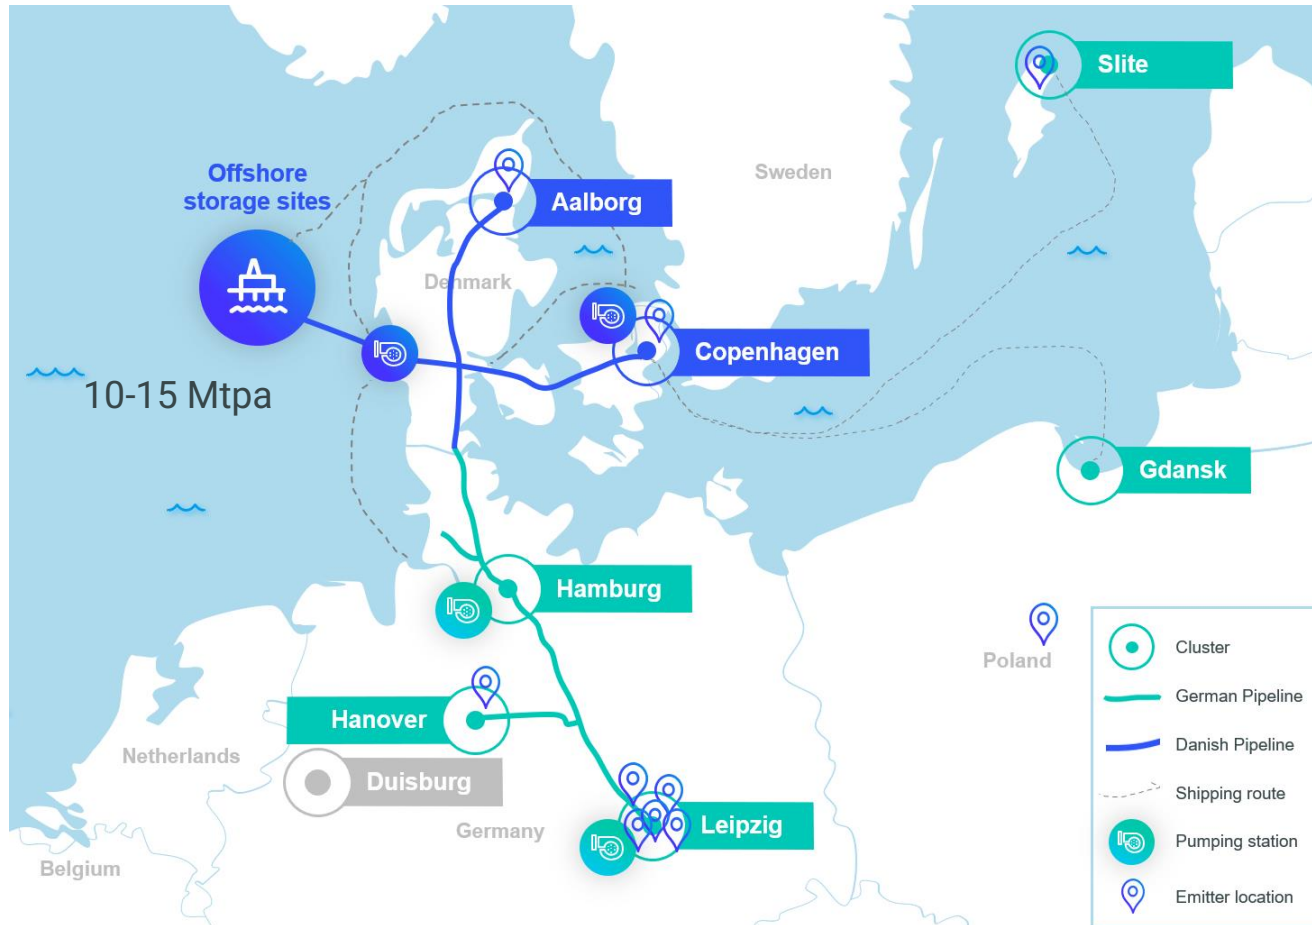 Slite
Sweden
Offshore
storage sites
Aalborg
Denmark
Copenhagen
10-15 Mtpa
Gdansk
Hamburg
Poland
Hanover
Netherlands
Duisburg
Germany
Leipzig
Belgium
Cluster
German Pipeline
Danish Pipeline
Shipping route
Pumping station
Emitter location